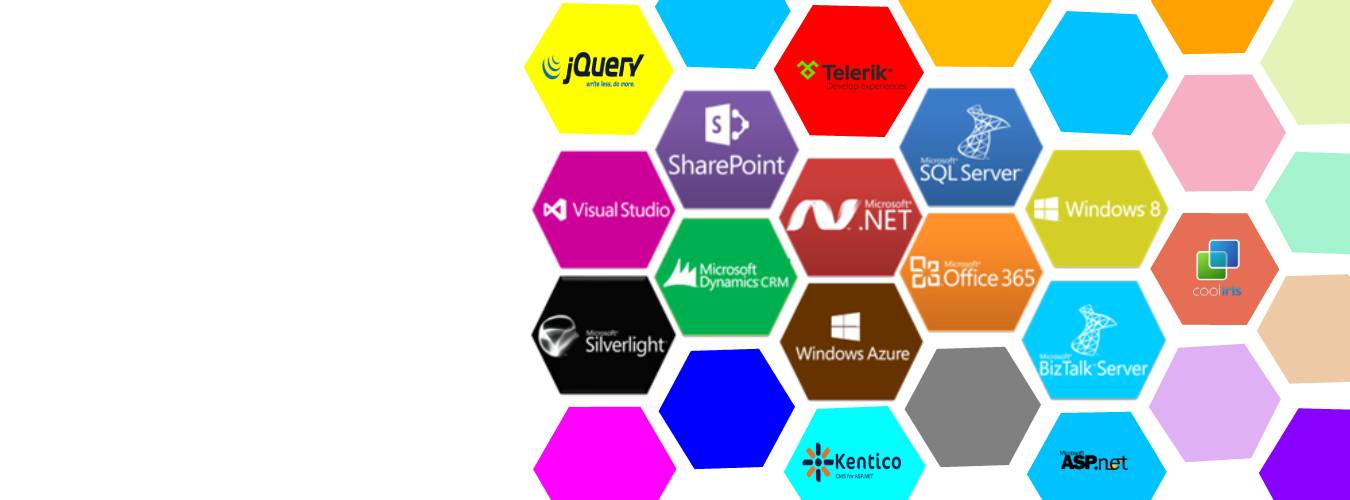 jQuery
write less, do more.
Telerik®
Develop experiences
S
SharePoint
Microsoft®
SQL Server®
Visual Studio
Microsoft®
.NET
Windows 8
Microsoft
Dynamics® CRM
Microsoft®
Office 365
cooliris
Microsoft®
Silverlight™
Windows Azure
Microsoft®
BizTalk Server
Kentico
CMS for ASP.NET
Microsoft
ASP.net